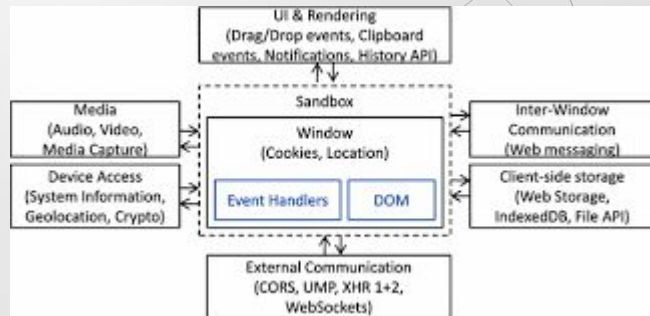 UI & Rendering
(Drag/Drop events, Clipboard
events, Notifications, History API)
Sandbox
Media
(Audio, Video,
Media Capture)
Window
(Cookies, Location)
Inter-Window
Communication
(Web messaging)
Device Access
(System Information,
Geolocation, Crypto)
Event Handlers
DOM
Client-side storage
(Web Storage,
IndexedDB, File API)
External Communication
(CORS, UMP, XHR 1+2,
WebSockets)